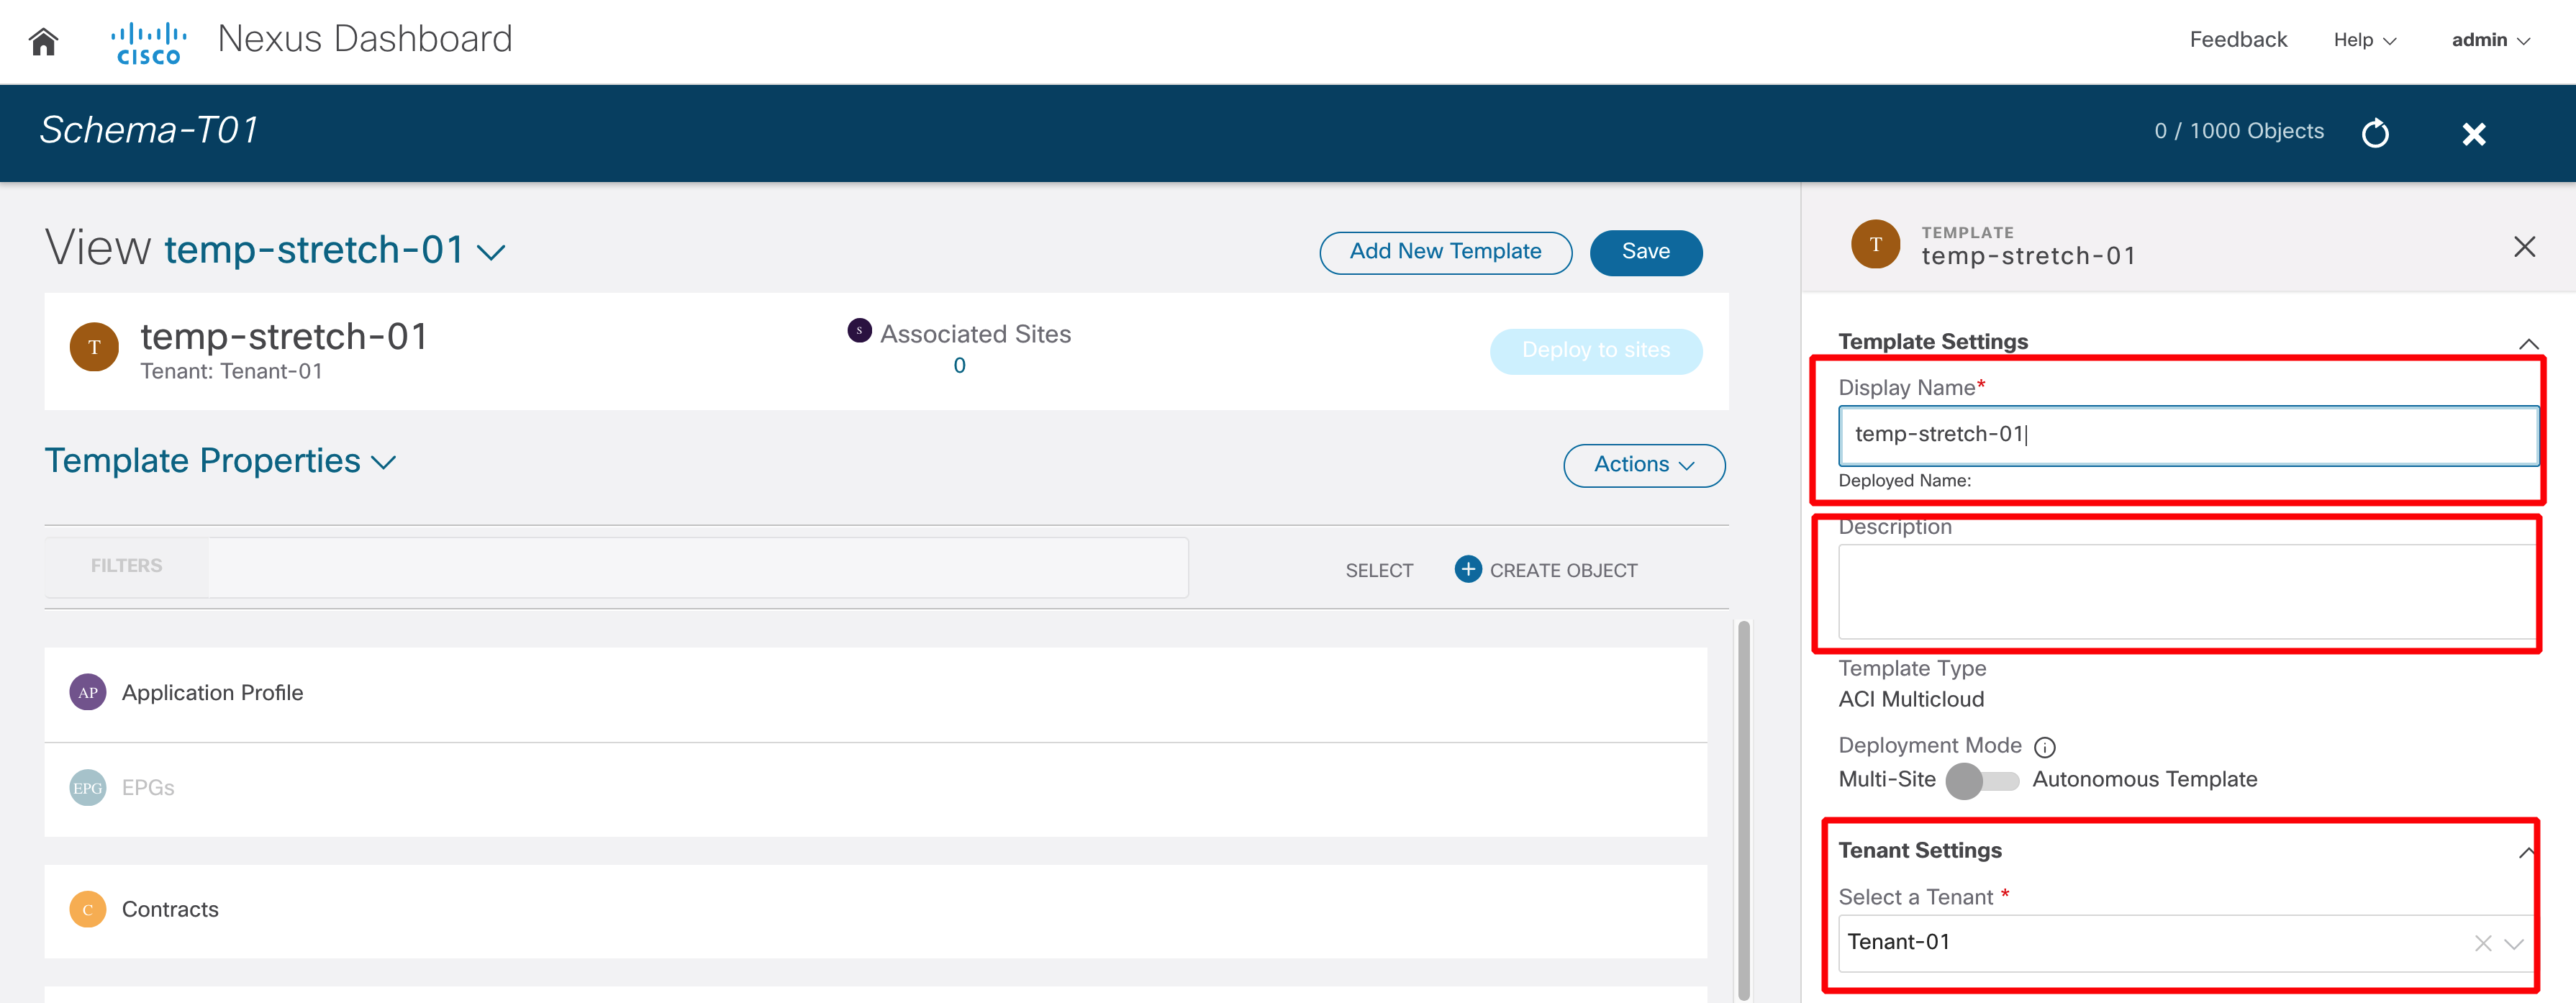 CISCO
Nexus Dashboard
Feedback
Help
admin
Schema-T01
0 / 1000 Objects
View temp-stretch-01
Add New Template
Save
T
temp-stretch-01
Tenant: Tenant-01
S Associated Sites
0
Deploy to sites
Template Properties
Actions
FILTERS
SELECT
CREATE OBJECT
AP Application Profile
EPG EPGs
C Contracts
T
TEMPLATE
temp-stretch-01
Template Settings
Display Name*
temp-stretch-01
Deployed Name:
Description
Template Type
ACI Multicloud
Deployment Mode
Multi-Site Autonomous Template
Tenant Settings
Select a Tenant *
Tenant-01